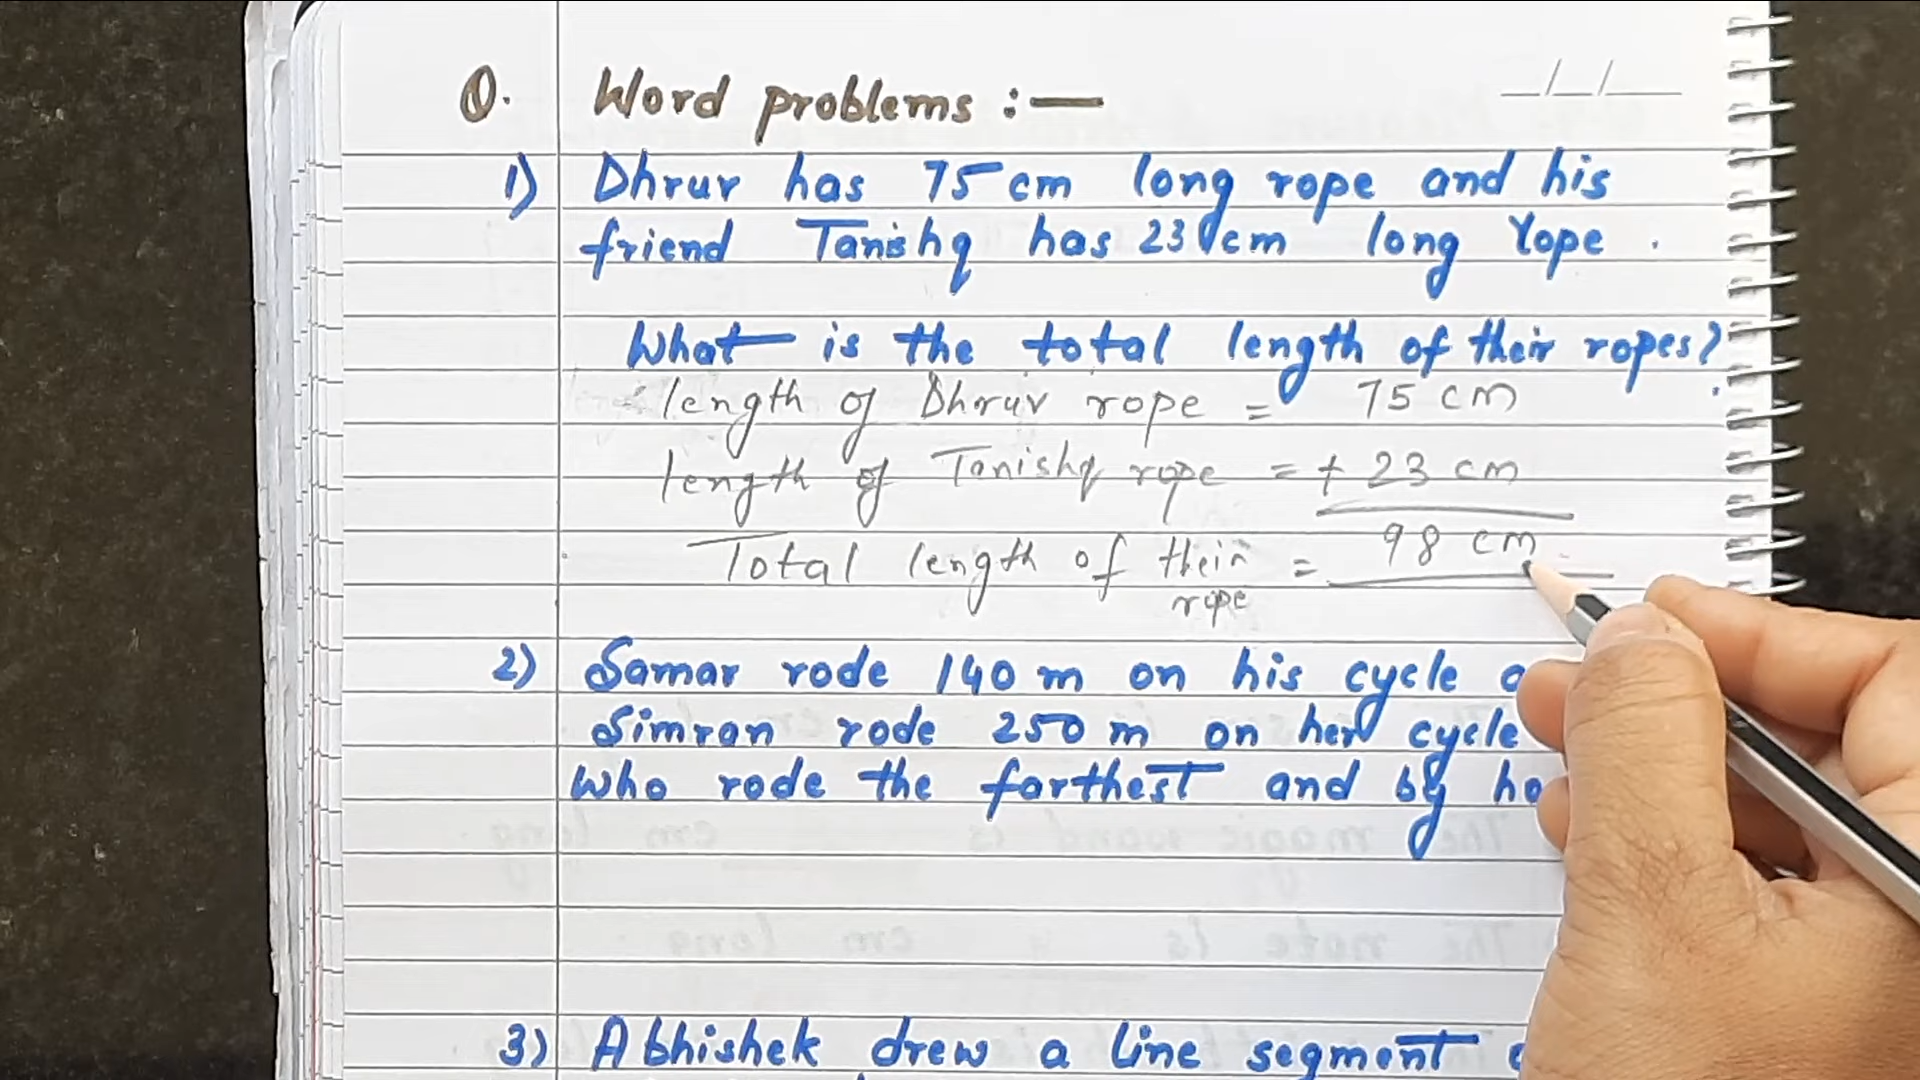 Q. Word problems :—
__/__/____
1) Dhruv has 75 cm long rope and his
friend Tanishq has 23 cm long rope .
What is the total length of their ropes?
length of Dhruv rope = 75 cm
length of Tanishq rope = + 23 cm
Total length of their = 98 cm
rope
2) Samar rode 140 m on his cycle
Simran rode 250 m on her cycle
Who rode the farthest and by
3) Abhishek drew a line segment